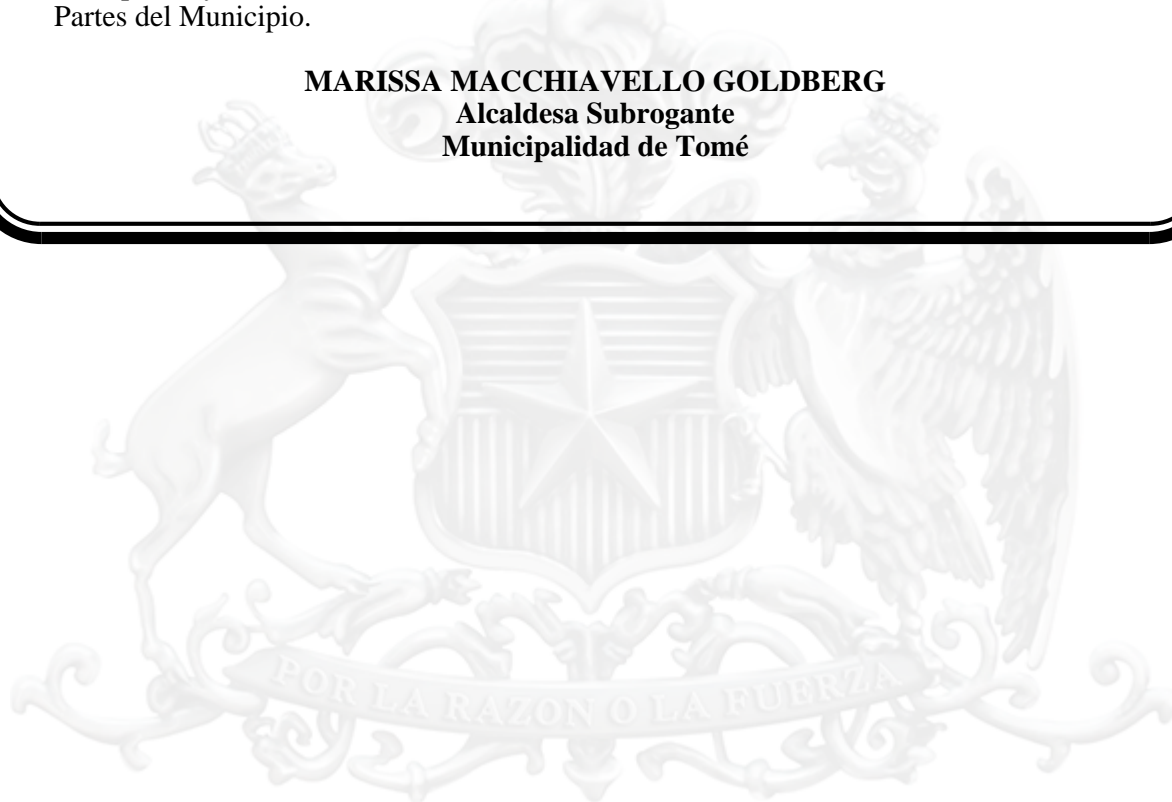 Partes del Municipio.
MARISSA MACCHIAVELLO GOLDBERG
Alcaldesa Subrogante
Municipalidad de Tomé
POR LA RAZON O LA FUERZA